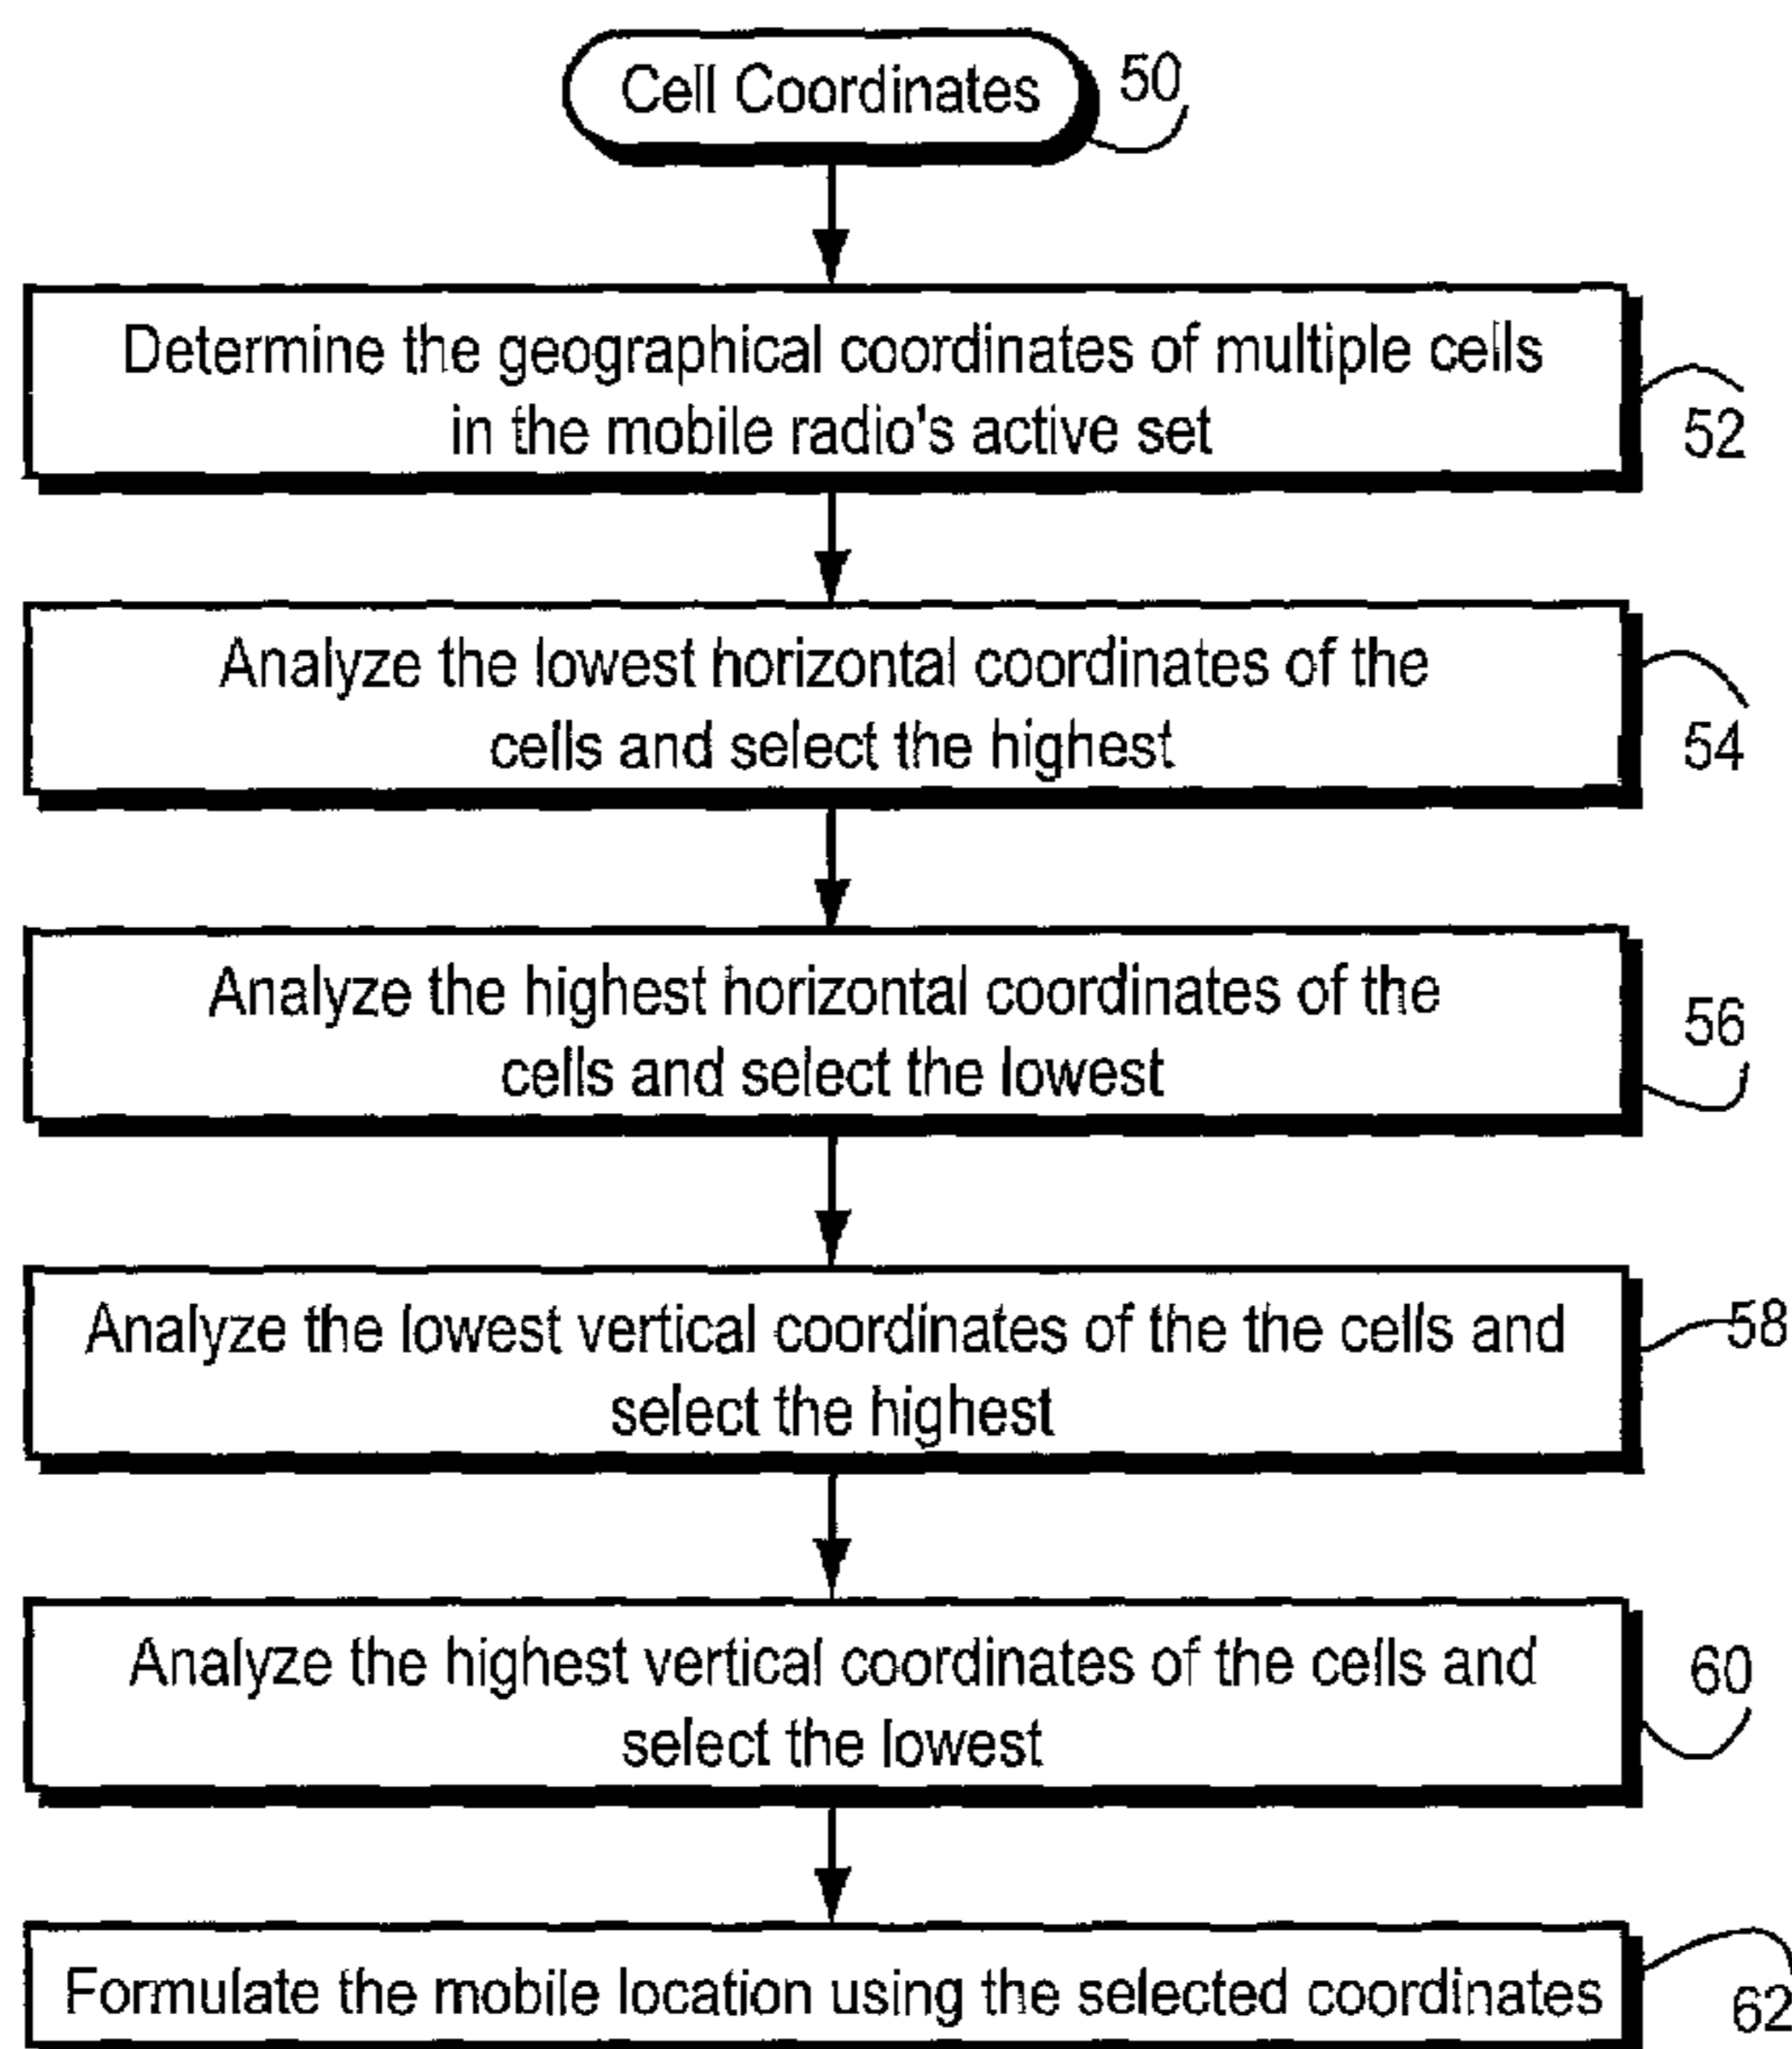 Cell Coordinates
50
Determine the geographical coordinates of multiple cells
in the mobile radio's active set
52
Analyze the lowest horizontal coordinates of the
cells and select the highest
54
Analyze the highest horizontal coordinates of the
cells and select the lowest
56
Analyze the lowest vertical coordinates of the the cells and
select the highest
58
Analyze the highest vertical coordinates of the cells and
select the lowest
60
Formulate the mobile location using the selected coordinates
62